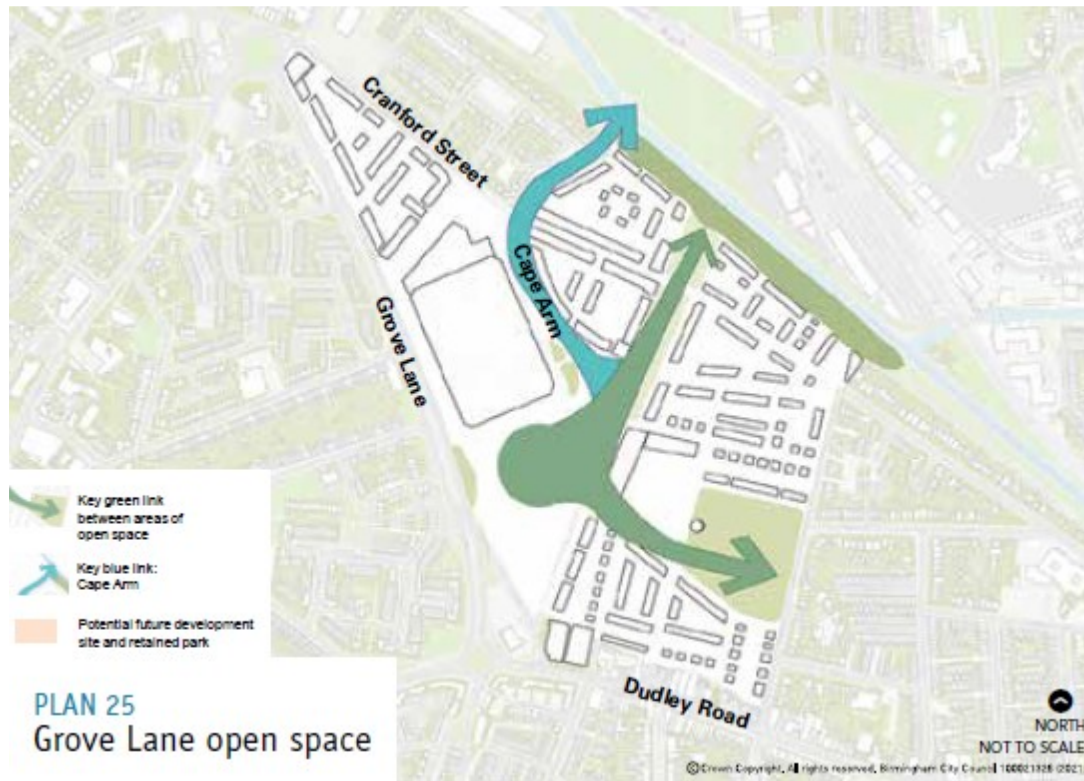 Cranford Street
Cape Arm
Grove Lane
Key green link
between areas of
open space
Key blue link:
Cape Arm
Potential future development
site and retained park
PLAN 25
Grove Lane open space
Dudley Road
NORTH
NOT TO SCALE
©Crown Copyright, All rights reserved, Birmingham City Council 100021326 (2021)